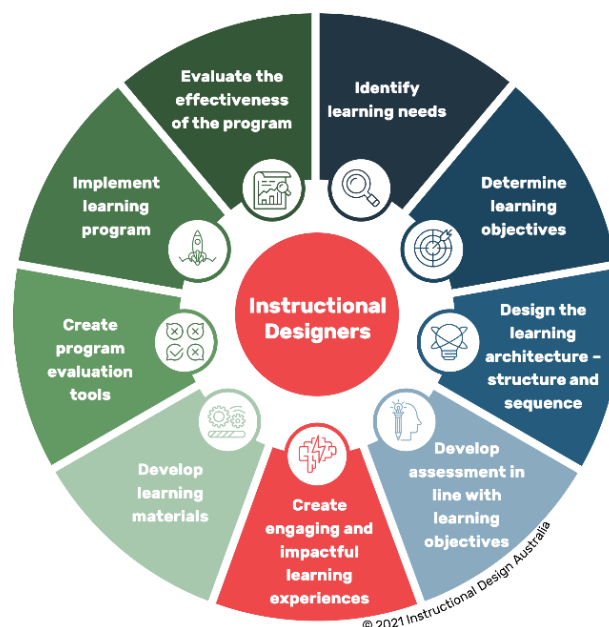 Instructional
Designers
Identify
learning needs
Determine
learning
objectives
Design the
learning
architecture –
structure and
sequence
Develop
assessment in
line with
learning
objectives
Create
engaging and
impactful
learning
experiences
Develop
learning
materials
Create
program
evaluation
tools
Implement
learning
program
Evaluate the
effectiveness
of the program
© 2021 Instructional Design Australia